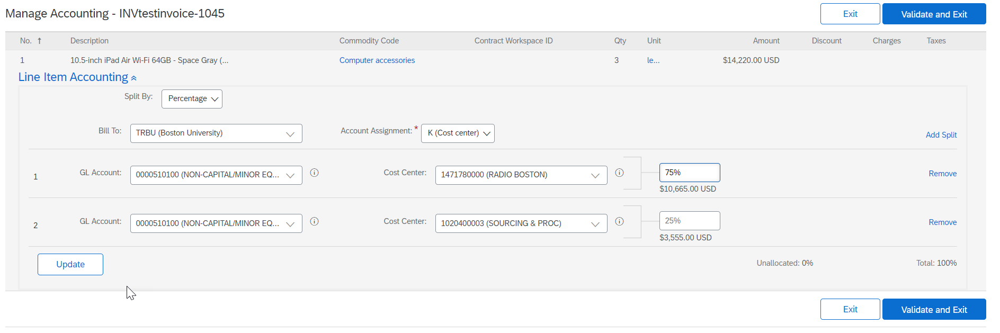 Manage Accounting - INVtestinvoice-1045 Exit Validate and Exit
No. ↑ Description Commodity Code Contract Workspace ID Qty Unit Amount Discount Charges Taxes
1 10.5-inch iPad Air Wi-Fi 64GB - Space Gray (... Computer accessories 3 le... $14,220.00 USD
Line Item Accounting
Split By: Percentage
Bill To: TRBU (Boston University) Account Assignment: * K (Cost center) Add Split
1 GL Account: 0000510100 (NON-CAPITAL/MINOR EQ... Cost Center: 1471780000 (RADIO BOSTON) 75% Remove
$10,665.00 USD
2 GL Account: 0000510100 (NON-CAPITAL/MINOR EQ... Cost Center: 1020400003 (SOURCING & PROC) 25% Remove
$3,555.00 USD
Update Unallocated: 0% Total: 100%
Exit Validate and Exit